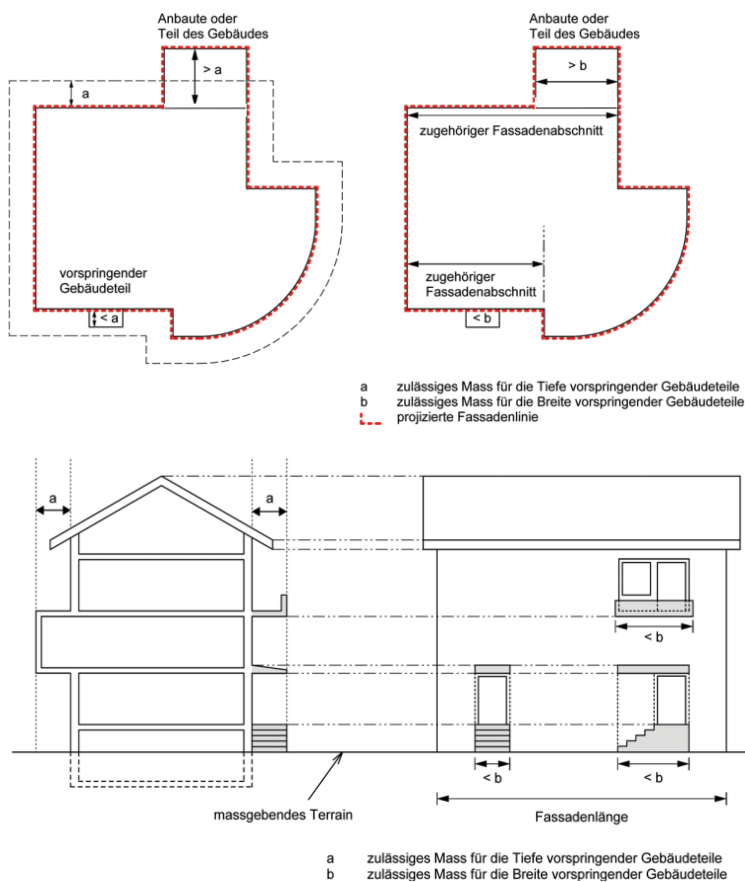 Anbaute oder
Teil des Gebäudes
> a
a
vorspringender
Gebäudeteil
< a
Anbaute oder
Teil des Gebäudes
> b
zugehöriger Fassadenabschnitt
zugehöriger
Fassadenabschnitt
< b
a zulässiges Mass für die Tiefe vorspringender Gebäudeteile
b zulässiges Mass für die Breite vorspringender Gebäudeteile
projizierte Fassadenlinie
a
a
< b
< b
< b
massgebendes Terrain
Fassadenlänge
a zulässiges Mass für die Tiefe vorspringender Gebäudeteile
b zulässiges Mass für die Breite vorspringender Gebäudeteile